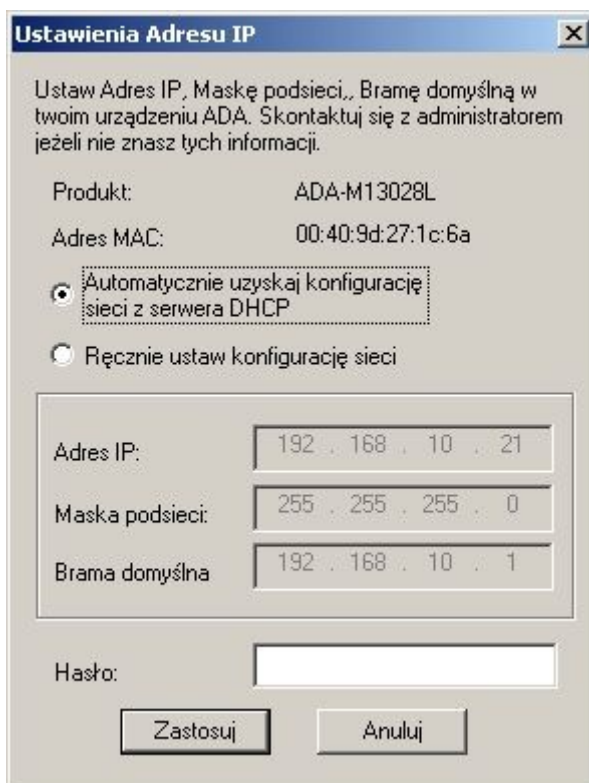 Ustawienia Adresu IP
Ustaw Adres IP, Maskę podsieci,, Bramę domyślną w
twoim urządzeniu ADA. Skontaktuj się z administratorem
jeżeli nie znasz tych informacji.
Produkt: ADA-M13028L
Adres MAC: 00:40:9d:27:1c:6a
Automatycznie uzyskaj konfigurację
sieci z serwera DHCP
Ręcznie ustaw konfigurację sieci
Adres IP: 192 . 168 . 10 . 21
Maska podsieci: 255 . 255 . 255 . 0
Brama domyślna 192 . 168 . 10 . 1
Hasło:
Zastosuj Anuluj